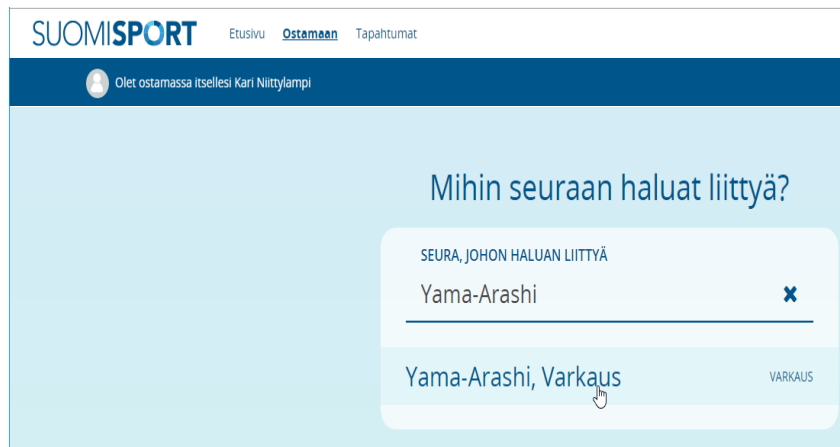 SUOMISPORT Etusivu Ostamaan Tapahtumat
Olet ostamassa itsellesi Kari Niittylampi
Mihin seuraan haluat liittyä?
SEURA, JOHON HALUAN LIITTYÄ
Yama-Arashi
Yama-Arashi, Varkaus VARKAUS